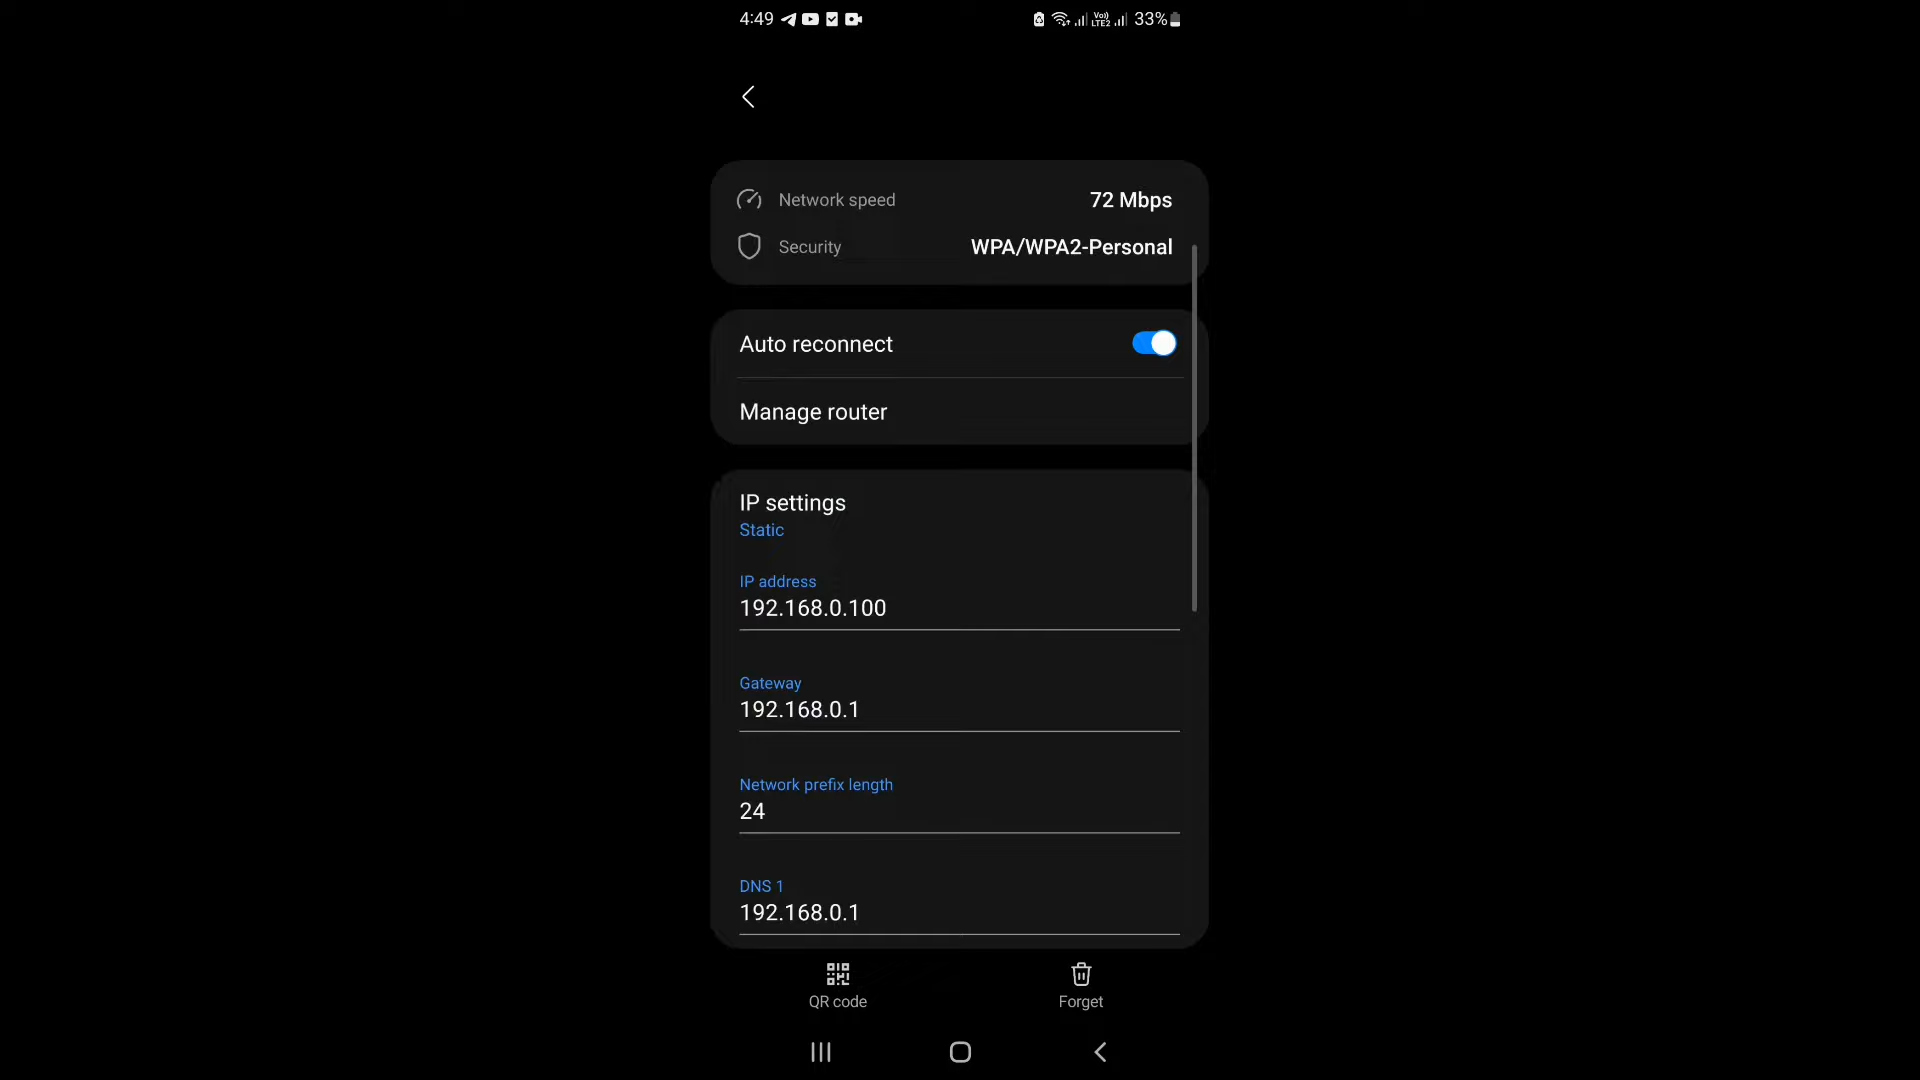 4:49
Vo)) LTE2 33%
Network speed 72 Mbps
Security WPA/WPA2-Personal
Auto reconnect
Manage router
IP settings
Static
IP address
192.168.0.100
Gateway
192.168.0.1
Network prefix length
24
DNS 1
192.168.0.1
QR code Forget